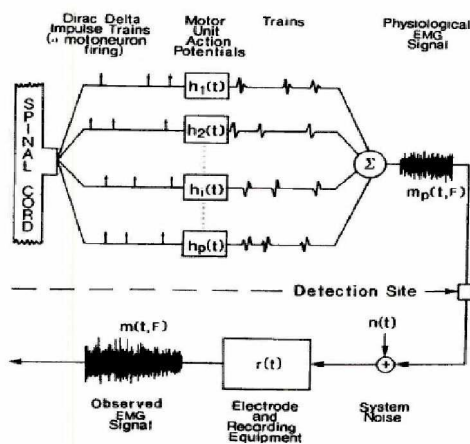 Dirac Delta
Impulse Trains
(α motoneuron
firing)
Motor
Unit
Action
Potentials
Trains
Physiological
EMG
Signal
SPINAL CORD
h₁(t)
h₂(t)
hᵢ(t)
hₚ(t)
Σ
mₚ(t,F)
Detection Site
m(t,F)
n(t)
r(t)
+
Observed
EMG
Signal
Electrode
and
Recording
Equipment
System
Noise